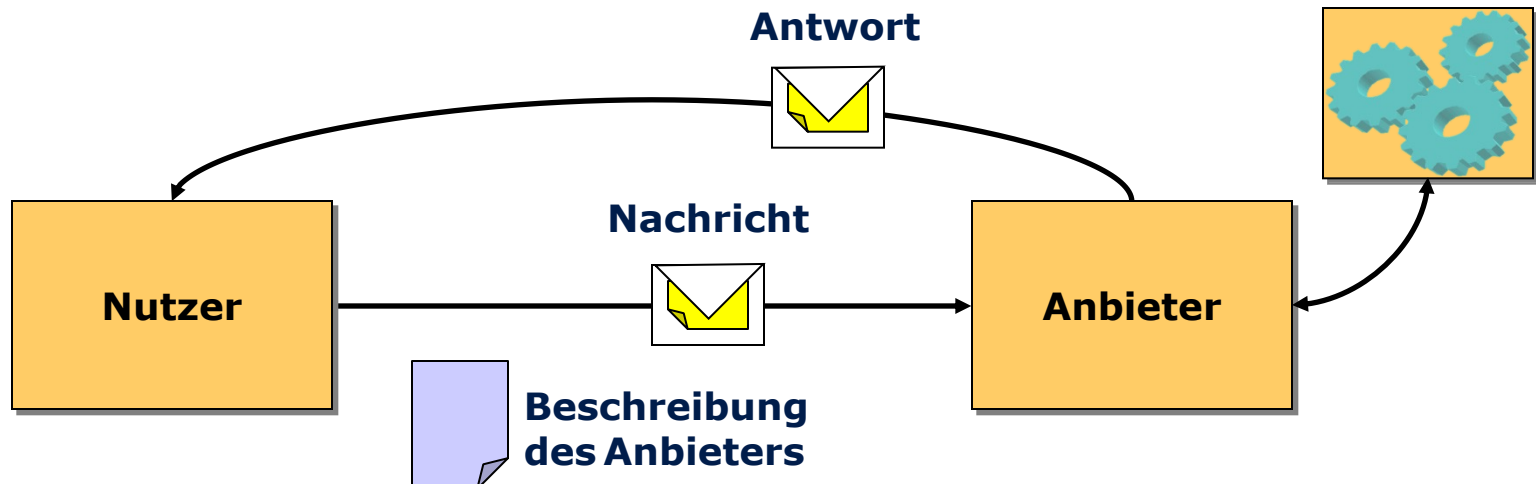 Antwort
Nachricht
Nutzer
Anbieter
Beschreibung
des Anbieters